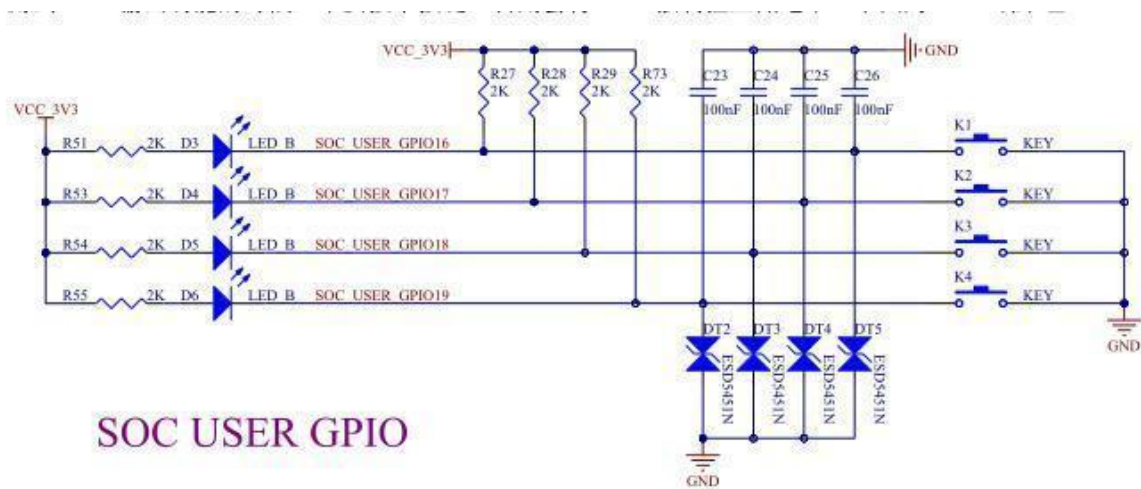 VCC_3V3
GND
R27 2K
R28 2K
R29 2K
R73 2K
C23 100nF
C24 100nF
C25 100nF
C26 100nF
VCC_3V3
R51 2K D3 LED_B SOC_USER_GPIO16 K1 KEY
R53 2K D4 LED_B SOC_USER_GPIO17 K2 KEY
R54 2K D5 LED_B SOC_USER_GPIO18 K3 KEY
R55 2K D6 LED_B SOC_USER_GPIO19 K4 KEY
DT2 ESD5451N
DT3 ESD5451N
DT4 ESD5451N
DT5 ESD5451N
GND
GND
SOC USER GPIO